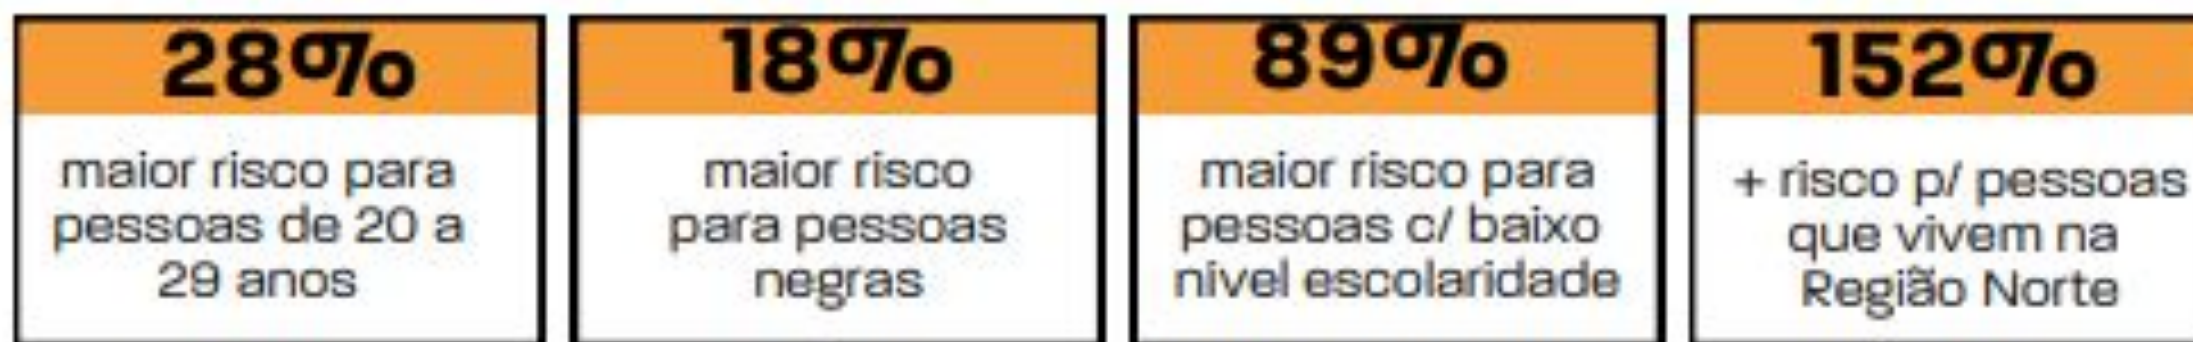 28%
maior risco para
pessoas de 20 a
29 anos
18%
maior risco
para pessoas
negras
89%
maior risco para
pessoas c/ baixo
nivel escolaridade
152%
+ risco p/ pessoas
que vivem na
Região Norte